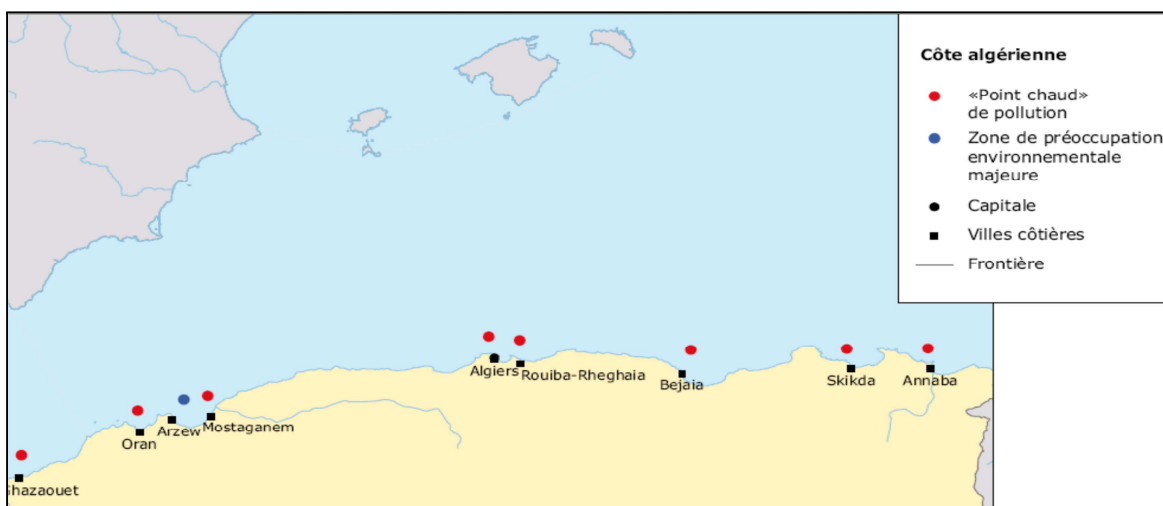 Côte algérienne
«Point chaud»
de pollution
Zone de préoccupation
environnementale
majeure
Capitale
Villes côtières
Frontière
Algiers
Rouiba-Rheghaia
Bejaia
Skikda
Annaba
Mostaganem
Arzew
Oran
Ghazaouet